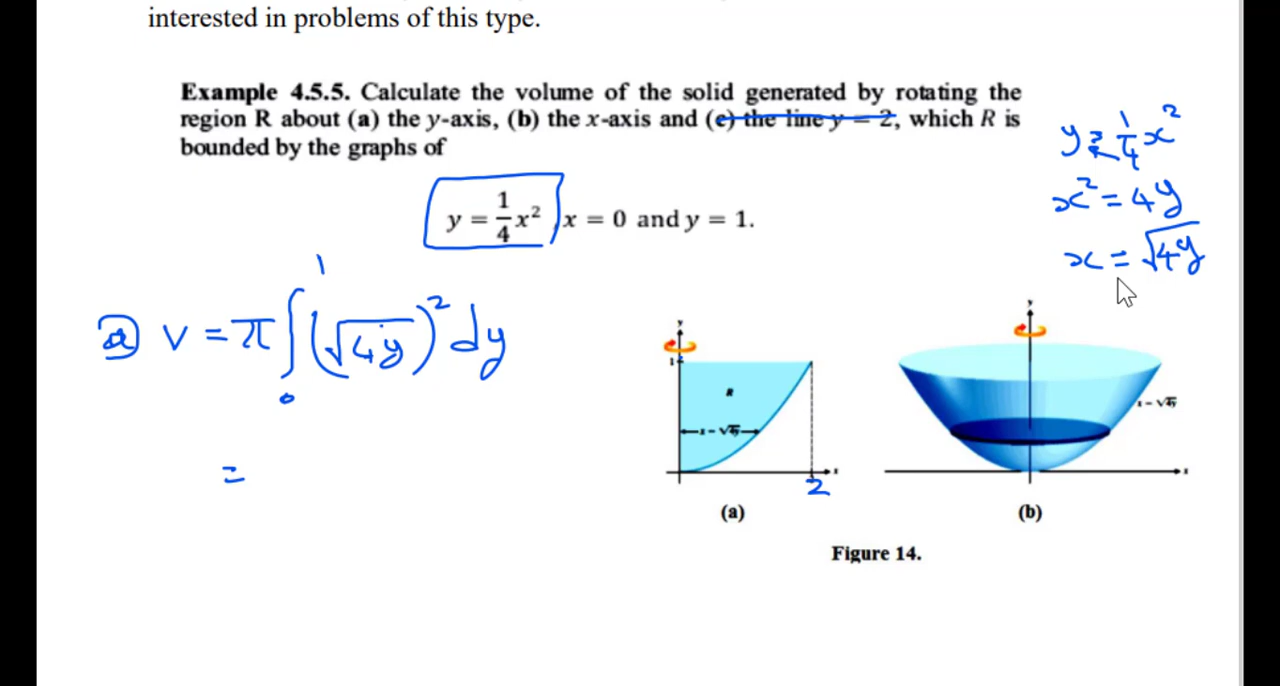 interested in problems of this type.
Example 4.5.5. Calculate the volume of the solid generated by rotating the
region R about (a) the y-axis, (b) the x-axis and (c) the line y = 2, which R is
bounded by the graphs of
y = 1/4 x², x = 0 and y = 1.
y = 1/4 x²
x² = 4y
x = √4y
ⓐ V = π ∫₀¹ (√4y)² dy
=
y
1
R
x
2
(a)
y
x
(b)
Figure 14.